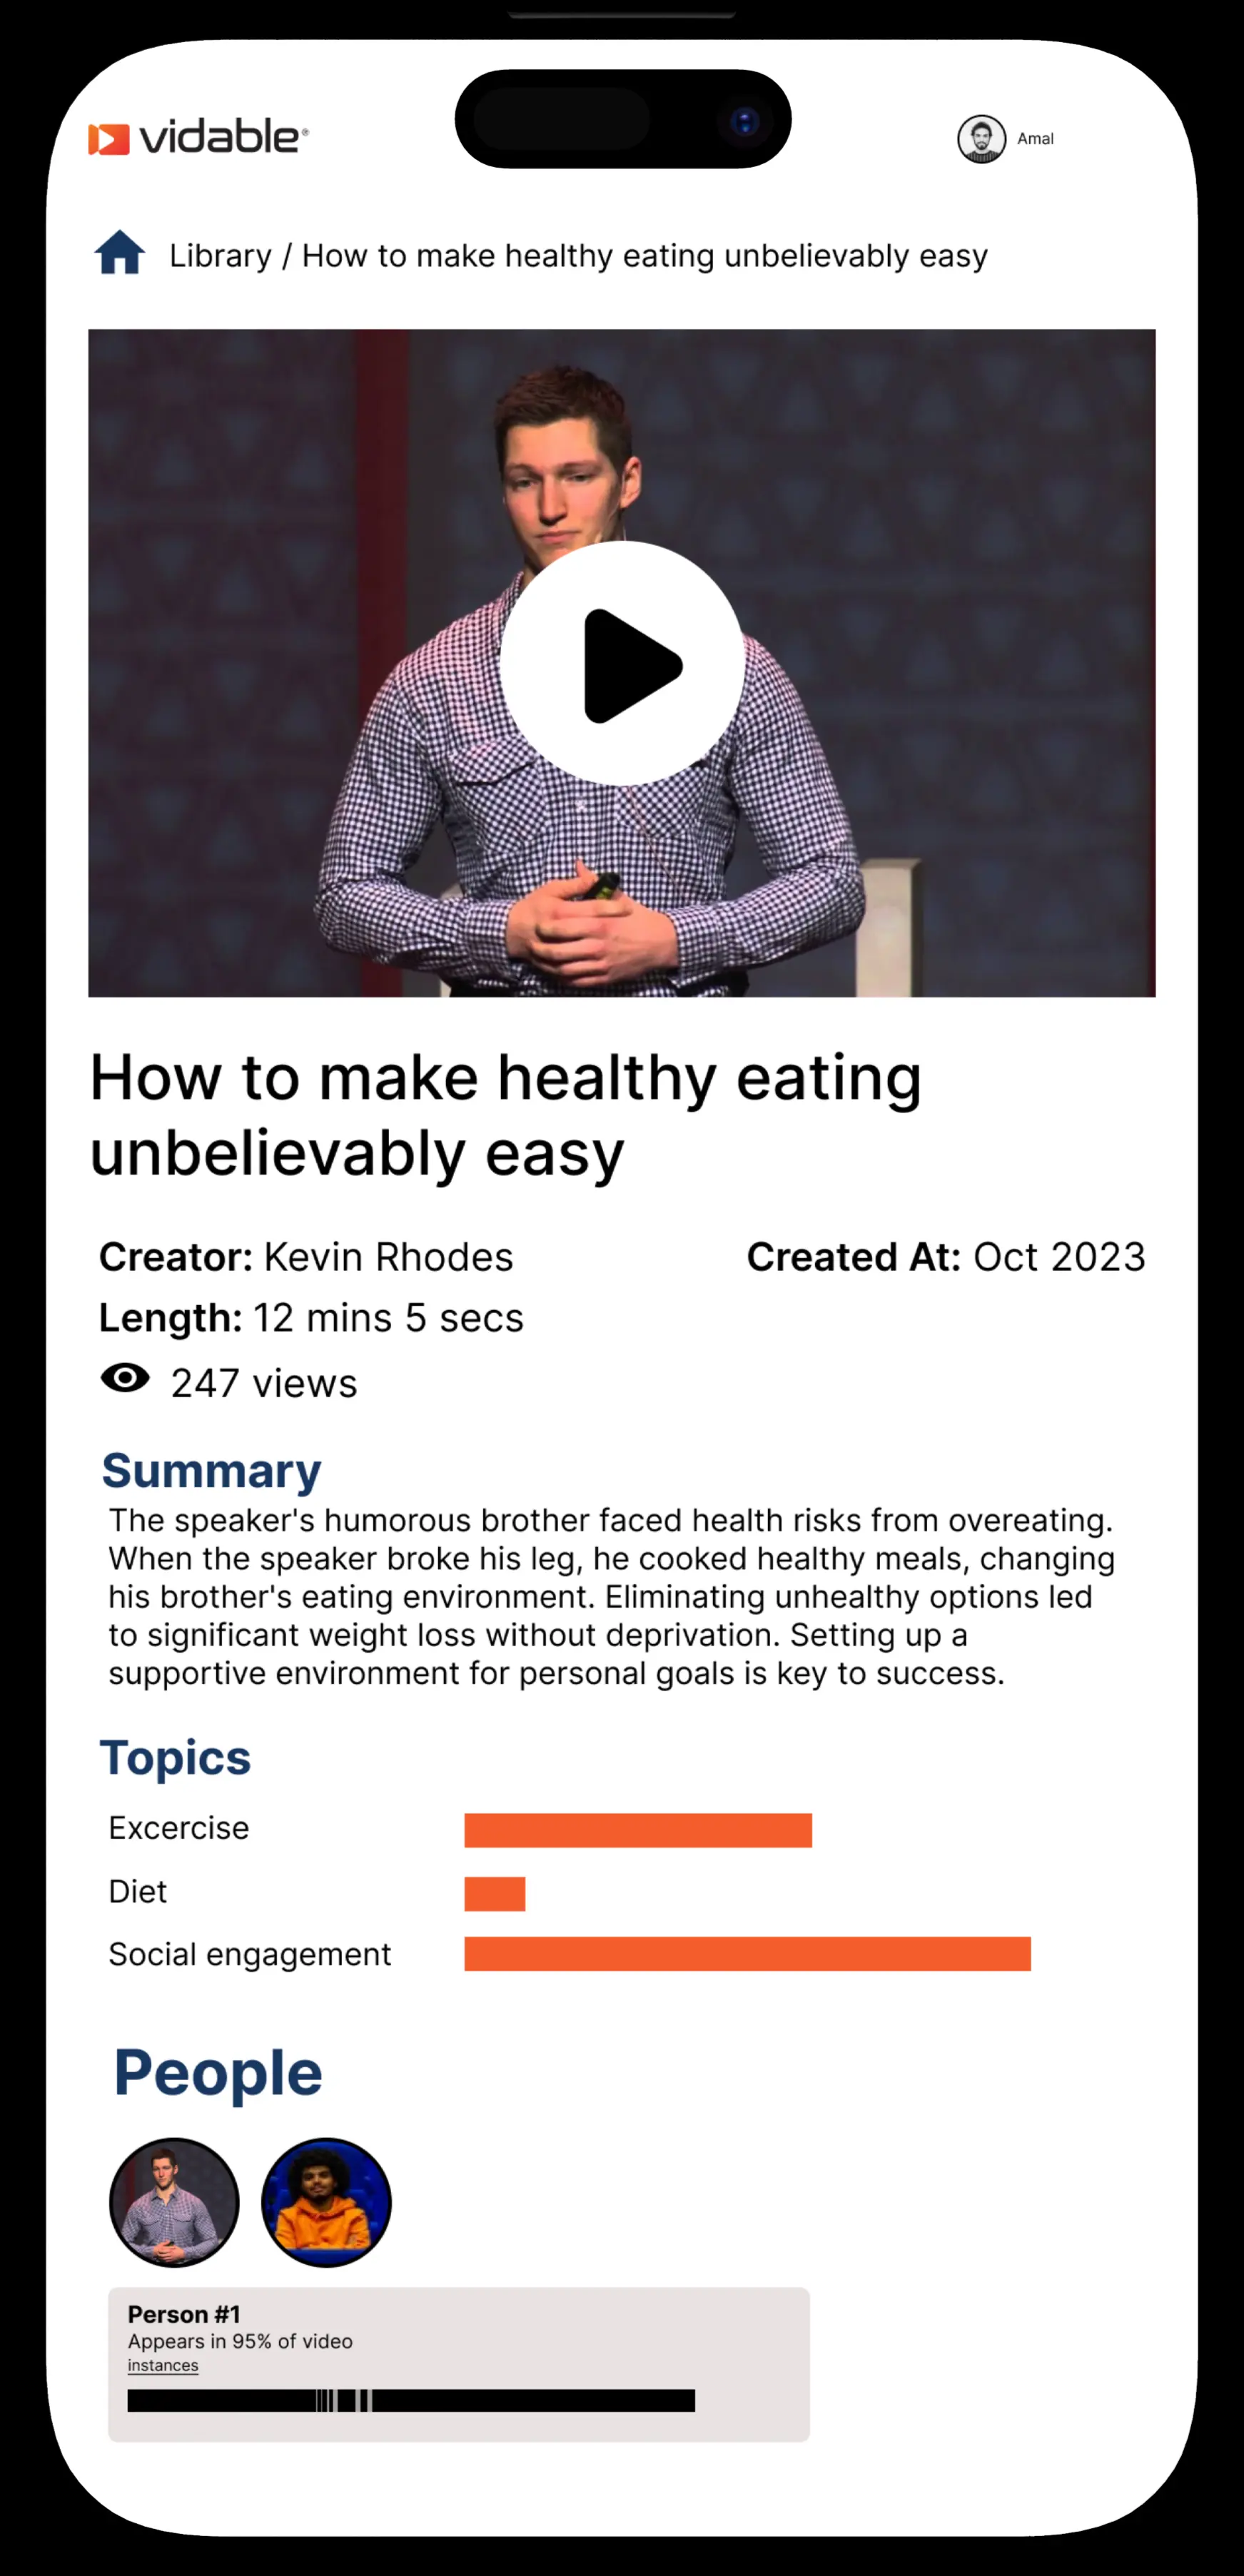 vidable®
Amal
Library / How to make healthy eating unbelievably easy
How to make healthy eating
unbelievably easy
Creator: Kevin Rhodes
Created At: Oct 2023
Length: 12 mins 5 secs
247 views
Summary
The speaker's humorous brother faced health risks from overeating.
When the speaker broke his leg, he cooked healthy meals, changing
his brother's eating environment. Eliminating unhealthy options led
to significant weight loss without deprivation. Setting up a
supportive environment for personal goals is key to success.
Topics
Excercise
Diet
Social engagement
People
Person #1
Appears in 95% of video
instances